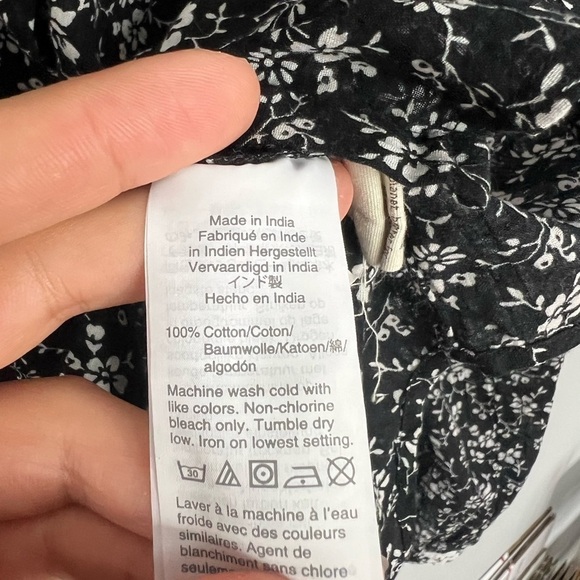 Made in India
Fabriqué en Inde
in Indien Hergestellt
Vervaardigd in India
インド製
Hecho en India
100% Cotton/Coton/
Baumwolle/Katoen/綿/
algodón
Machine wash cold with
like colors. Non-chlorine
bleach only. Tumble dry
low. Iron on lowest setting.
30
Laver à la machine à l'eau
froide avec des couleurs
similaires. Agent de
blanchiment sans chlore
seulement